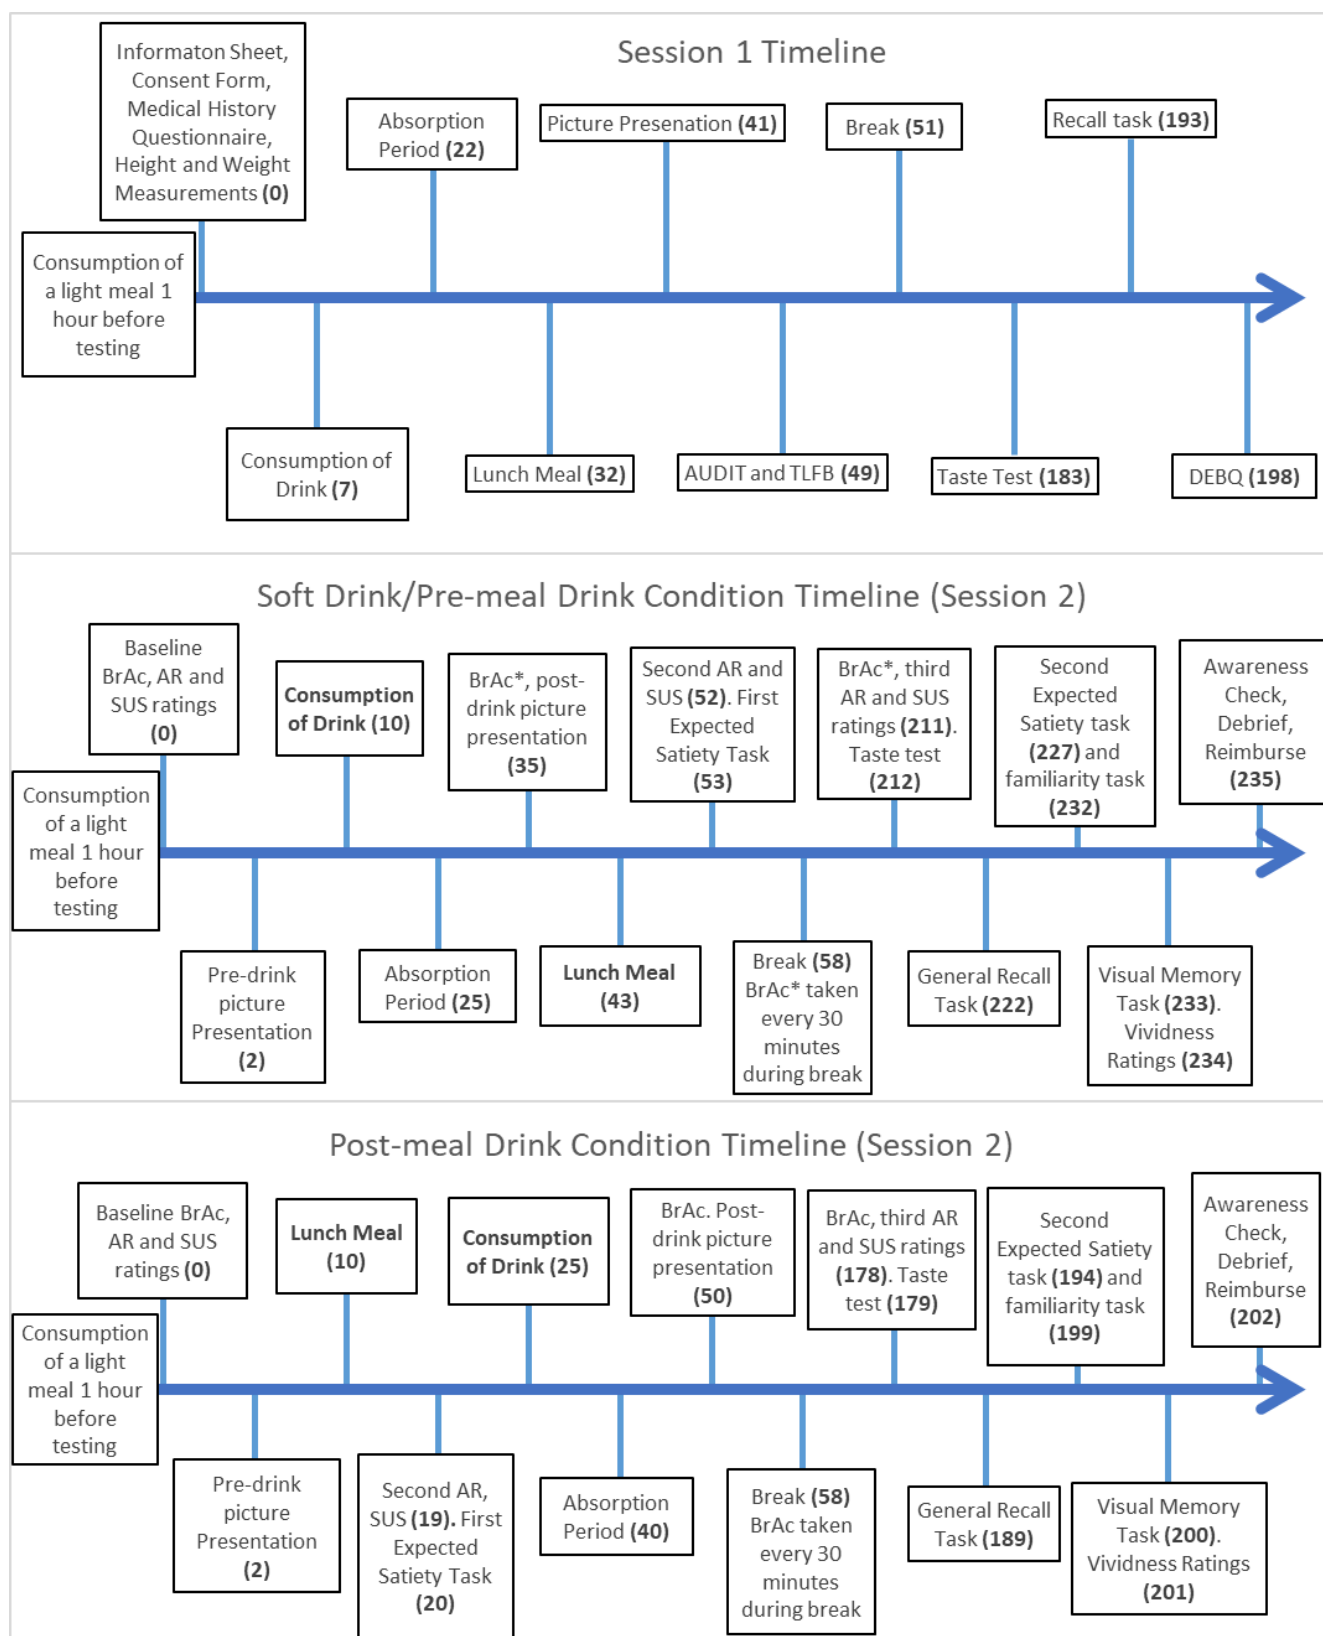 Session 1 Timeline
Informaton Sheet,
Consent Form,
Medical History
Questionnaire,
Height and Weight
Measurements (0)
Absorption
Period (22)
Picture Presenation (41)
Break (51)
Recall task (193)
Consumption of
a light meal 1
hour before
testing
Consumption of
Drink (7)
Lunch Meal (32)
AUDIT and TLFB (49)
Taste Test (183)
DEBQ (198)
Soft Drink/Pre-meal Drink Condition Timeline (Session 2)
Baseline
BrAc, AR and
SUS ratings
(0)
Consumption
of Drink (10)
BrAc*, post-
drink picture
presentation
(35)
Second AR and
SUS (52). First
Expected
Satiety Task
(53)
BrAc*, third
AR and SUS
ratings (211).
Taste test
(212)
Second
Expected
Satiety task
(227) and
familiarity task
(232)
Awareness
Check,
Debrief,
Reimburse
(235)
Consumption
of a light
meal 1 hour
before
testing
Pre-drink
picture
Presentation
(2)
Absorption
Period (25)
Lunch Meal
(43)
Break (58)
BrAc* taken
every 30
minutes
during break
General Recall
Task (222)
Visual Memory
Task (233).
Vividness
Ratings (234)
Post-meal Drink Condition Timeline (Session 2)
Baseline BrAc,
AR and SUS
ratings (0)
Lunch Meal
(10)
Consumption
of Drink (25)
BrAc. Post-
drink picture
presentation
(50)
BrAc, third AR
and SUS ratings
(178). Taste
test (179)
Second
Expected Satiety
task (194) and
familiarity task
(199)
Awareness
Check,
Debrief,
Reimburse
(202)
Consumption
of a light
meal 1 hour
before
testing
Pre-drink
picture
Presentation
(2)
Second AR,
SUS (19). First
Expected
Satiety Task
(20)
Absorption
Period (40)
Break (58)
BrAc taken
every 30
minutes
during break
General Recall
Task (189)
Visual Memory
Task (200).
Vividness Ratings
(201)